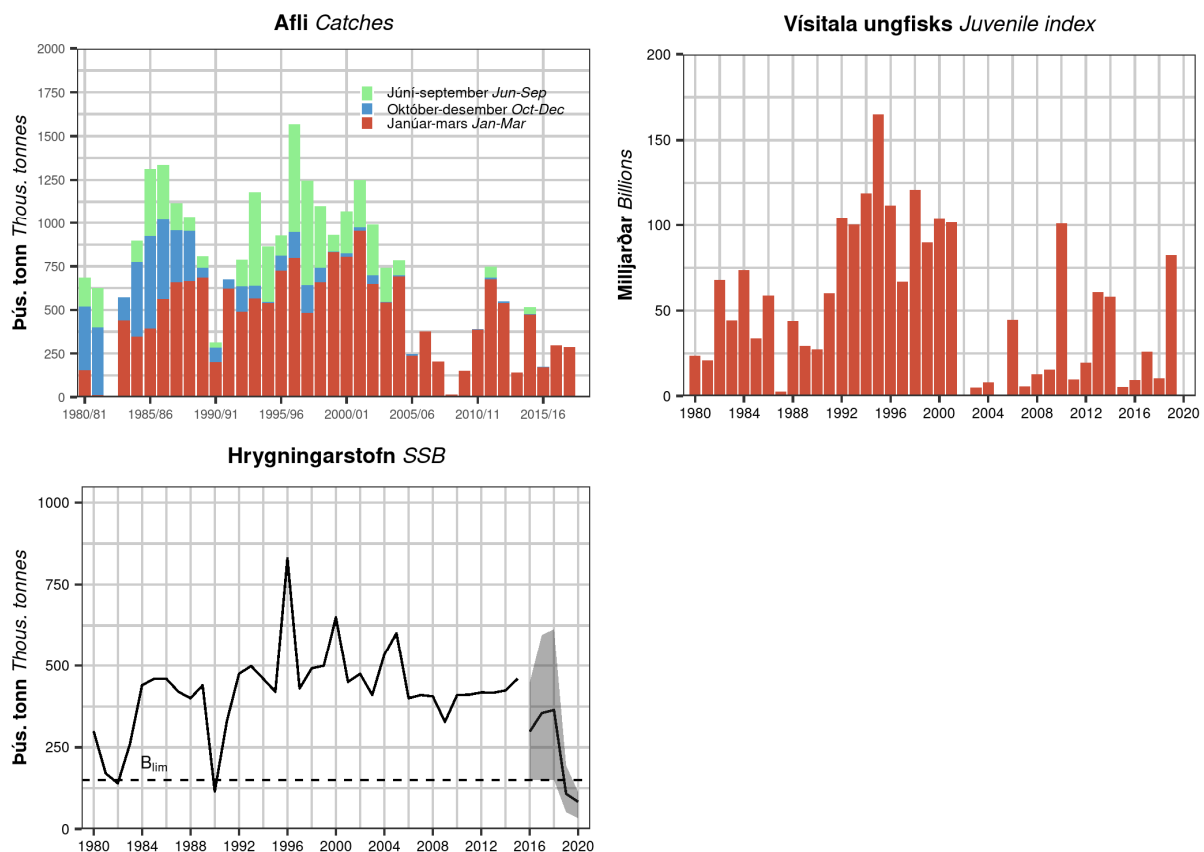 Afli Catches
Þús. tonn Thous. tonnes
2000
1750
1500
1250
1000
750
500
250
0
Júní-september Jun-Sep
Október-desember Oct-Dec
Janúar-mars Jan-Mar
1980/81 1985/86 1990/91 1995/96 2000/01 2005/06 2010/11 2015/16
Vísitala ungfisks Juvenile index
Milljarðar Billions
200
150
100
50
0
1980 1984 1988 1992 1996 2000 2004 2008 2012 2016 2020
Hrygningarstofn SSB
Þús. tonn Thous. tonnes
1000
750
500
250
0
Blim
1980 1984 1988 1992 1996 2000 2004 2008 2012 2016 2020